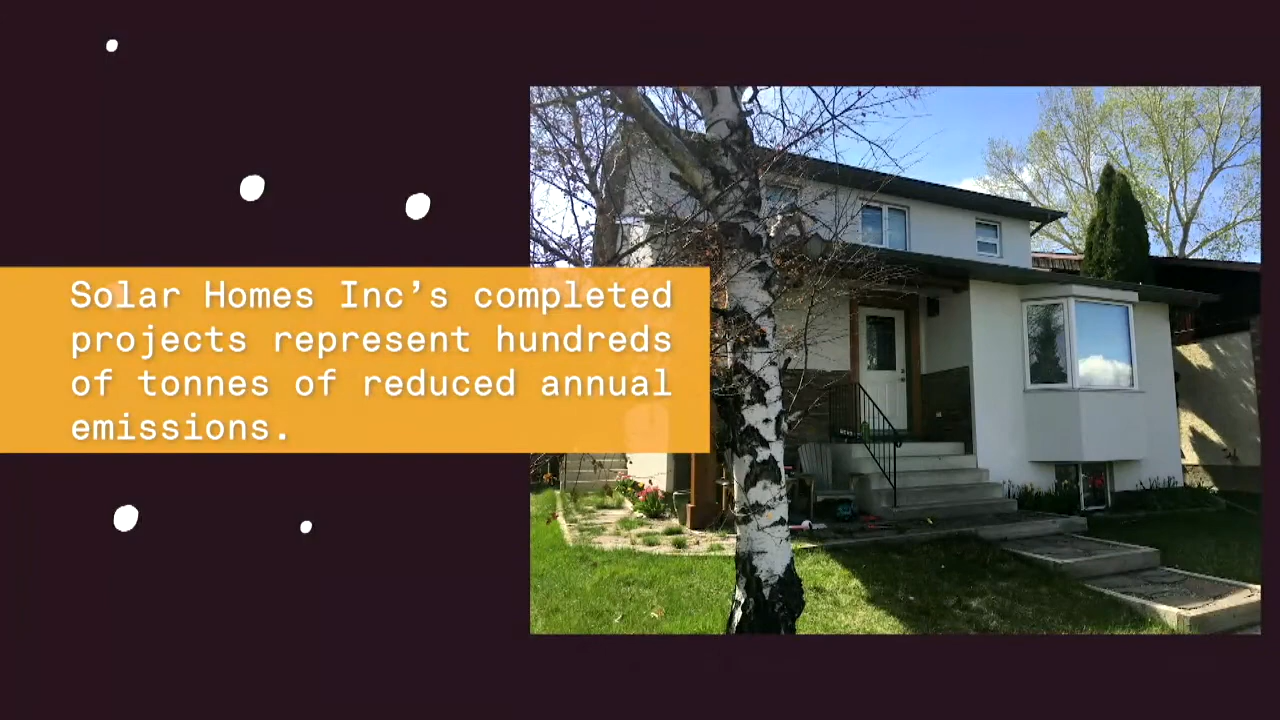 Solar Homes Inc’s completed
projects represent hundreds
of tonnes of reduced annual
emissions.